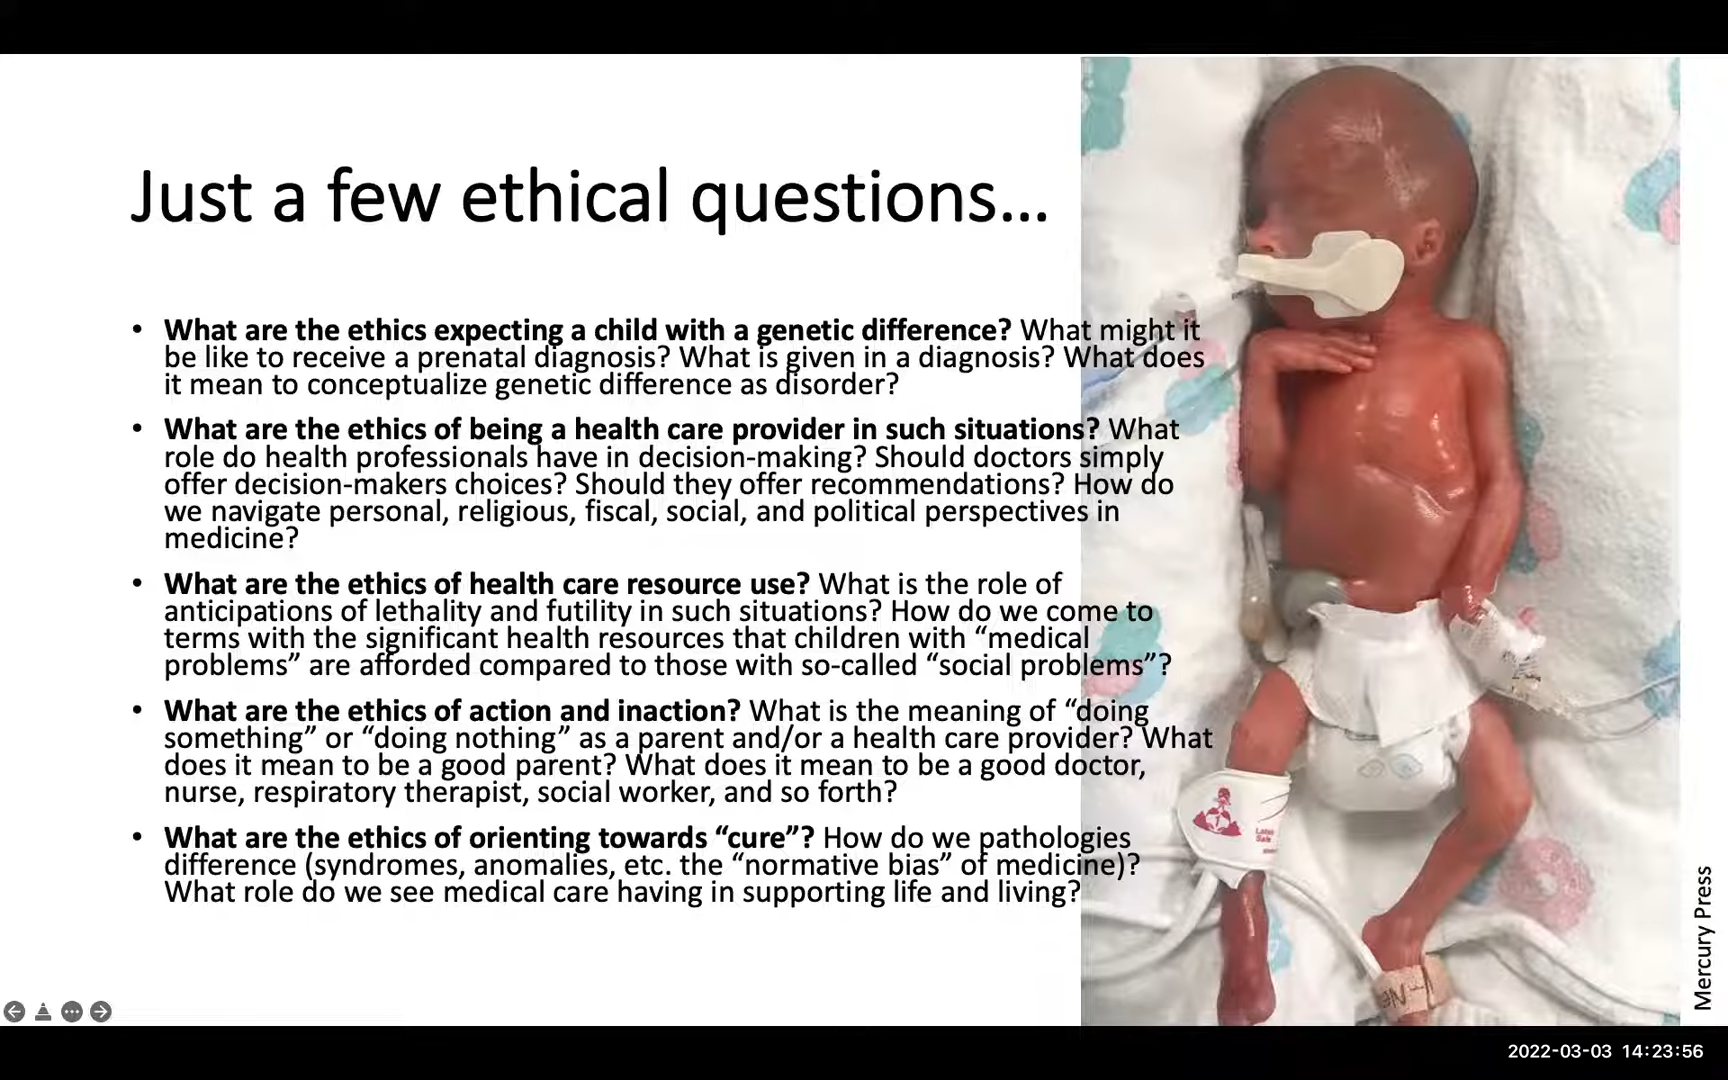 Just a few ethical questions...
• What are the ethics expecting a child with a genetic difference? What might it
be like to receive a prenatal diagnosis? What is given in a diagnosis? What does
it mean to conceptualize genetic difference as disorder?
• What are the ethics of being a health care provider in such situations? What
role do health professionals have in decision-making? Should doctors simply
offer decision-makers choices? Should they offer recommendations? How do
we navigate personal, religious, fiscal, social, and political perspectives in
medicine?
• What are the ethics of health care resource use? What is the role of
anticipations of lethality and futility in such situations? How do we come to
terms with the significant health resources that children with “medical
problems” are afforded compared to those with so-called “social problems”?
• What are the ethics of action and inaction? What is the meaning of “doing
something” or “doing nothing” as a parent and/or a health care provider? What
does it mean to be a good parent? What does it mean to be a good doctor,
nurse, respiratory therapist, social worker, and so forth?
• What are the ethics of orienting towards “cure”? How do we pathologies
difference (syndromes, anomalies, etc. the “normative bias” of medicine)?
What role do we see medical care having in supporting life and living?
Latex
Safe
Mercury Press
2022-03-03 14:23:56